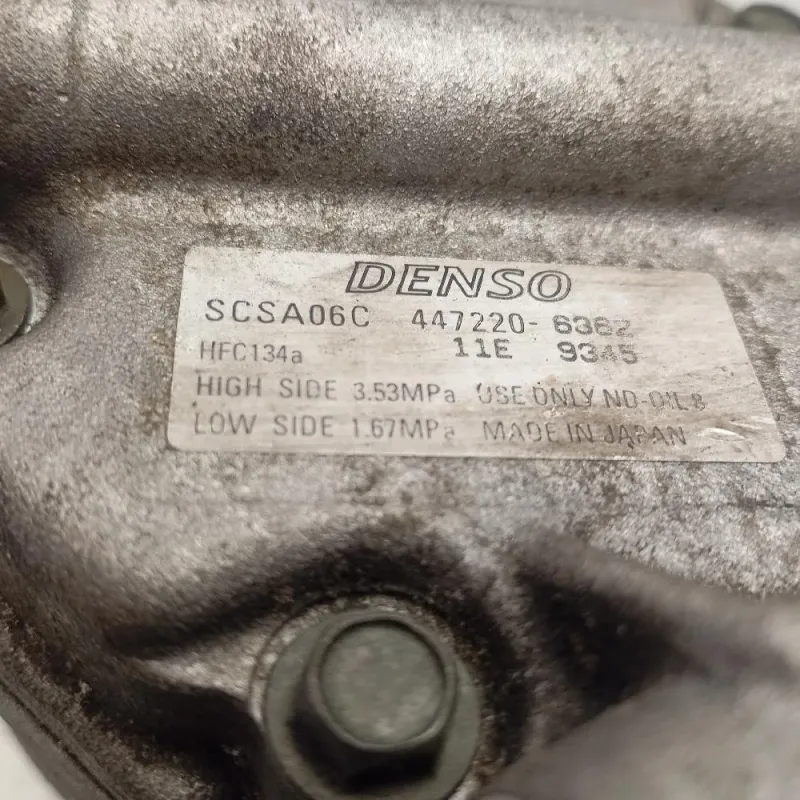 DENSO
SCSA06C 447220-6362
HFC134a 11E 9345
HIGH SIDE 3.53MPa USE ONLY ND-OIL8
LOW SIDE 1.67MPa MADE IN JAPAN